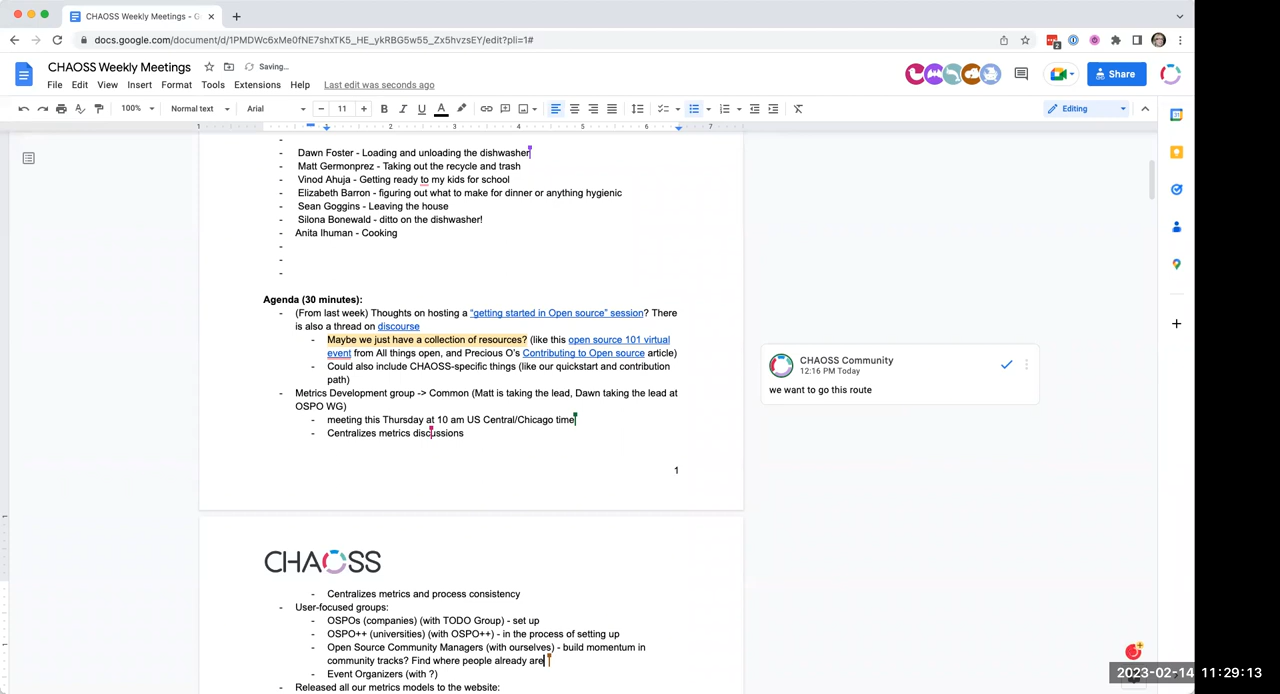 CHAOSS Weekly Meetings - G
docs.google.com/document/d/1PMDWc6xMe0fNE7shxTK5_HE_ykRBG5w55_Zx5hvzsEY/edit?pli=1#
2
CHAOSS Weekly Meetings
Saving...
File Edit View Insert Format Tools Extensions Help Last edit was seconds ago
Share
100% Normal text Arial 11 Editing
1 1 2 3 4 5 6 7
-
- Dawn Foster - Loading and unloading the dishwasher
- Matt Germonprez - Taking out the recycle and trash
- Vinod Ahuja - Getting ready to my kids for school
- Elizabeth Barron - figuring out what to make for dinner or anything hygienic
- Sean Goggins - Leaving the house
- Silona Bonewald - ditto on the dishwasher!
- Anita Ihuman - Cooking
-
-
-
Agenda (30 minutes):
- (From last week) Thoughts on hosting a “getting started in Open source” session? There
is also a thread on discourse
- Maybe we just have a collection of resources? (like this open source 101 virtual
event from All things open, and Precious O's Contributing to Open source article)
- Could also include CHAOSS-specific things (like our quickstart and contribution
path)
- Metrics Development group -> Common (Matt is taking the lead, Dawn taking the lead at
OSPO WG)
- meeting this Thursday at 10 am US Central/Chicago time
- Centralizes metrics discussions
1
CHAOSS Community
12:16 PM Today
we want to go this route
CHAOSS
- Centralizes metrics and process consistency
- User-focused groups:
- OSPOs (companies) (with TODO Group) - set up
- OSPO++ (universities) (with OSPO++) - in the process of setting up
- Open Source Community Managers (with ourselves) - build momentum in
community tracks? Find where people already are
- Event Organizers (with ?)
- Released all our metrics models to the website:
2023-02-14 11:29:13